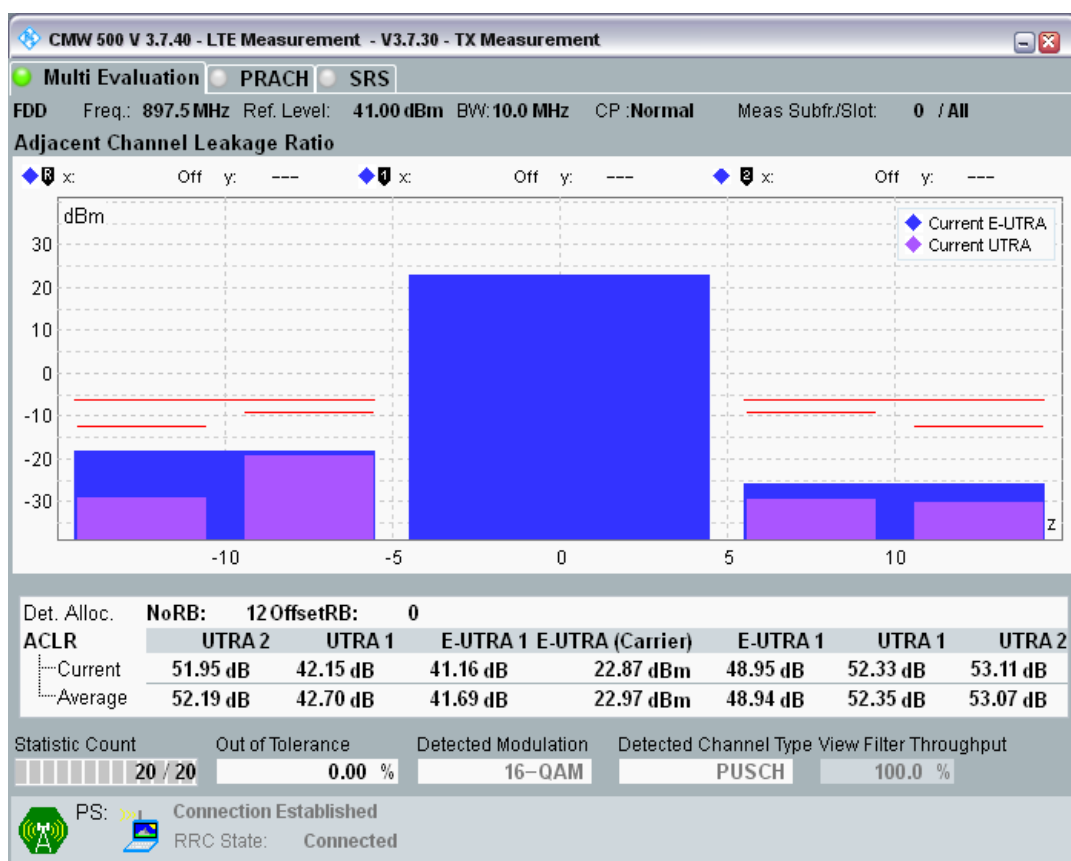 CMW 500 V 3.7.40 - LTE Measurement - V3.7.30 - TX Measurement
Multi Evaluation PRACH SRS
FDD Freq.: 897.5 MHz Ref. Level: 41.00 dBm BW: 10.0 MHz CP :Normal Meas Subfr./Slot: 0 / All
Adjacent Channel Leakage Ratio
R x: Off y: --- 1 x: Off y: --- 2 x: Off y: ---
dBm
Current E-UTRA
Current UTRA
30
20
10
0
-10
-20
-30
z
-10 -5 0 5 10
Det. Alloc. NoRB: 12 OffsetRB: 0
ACLR UTRA 2 UTRA 1 E-UTRA 1 E-UTRA (Carrier) E-UTRA 1 UTRA 1 UTRA 2
Current 51.95 dB 42.15 dB 41.16 dB 22.87 dBm 48.95 dB 52.33 dB 53.11 dB
Average 52.19 dB 42.70 dB 41.69 dB 22.97 dBm 48.94 dB 52.35 dB 53.07 dB
Statistic Count Out of Tolerance Detected Modulation Detected Channel Type View Filter Throughput
20 / 20 0.00 % 16-QAM PUSCH 100.0 %
PS: Connection Established
RRC State: Connected